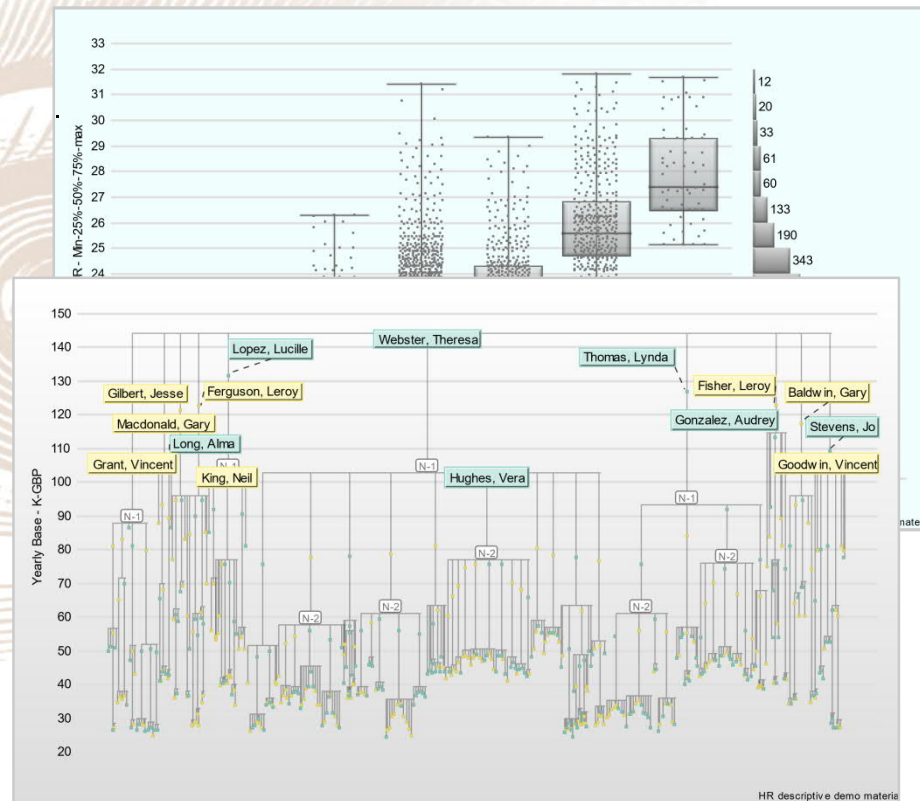 33
32
31
30
29
28
27
26
25
24
R - Min-25%-50%-75%-max
12
20
33
61
60
133
190
343
mate
150
140
130
120
110
100
90
80
70
60
50
40
30
20
Yearly Base - K-GBP
Webster, Theresa
Lopez, Lucille
Thomas, Lynda
Gilbert, Jesse
Ferguson, Leroy
Fisher, Leroy
Baldwin, Gary
Macdonald, Gary
Gonzalez, Audrey
Stevens, Jo
Long, Alma
Grant, Vincent
N-1
N-1
Goodwin, Vincent
King, Neil
Hughes, Vera
N-1
N-1
N-2
N-2
N-2
N-2
N-2
HR descriptive demo materia